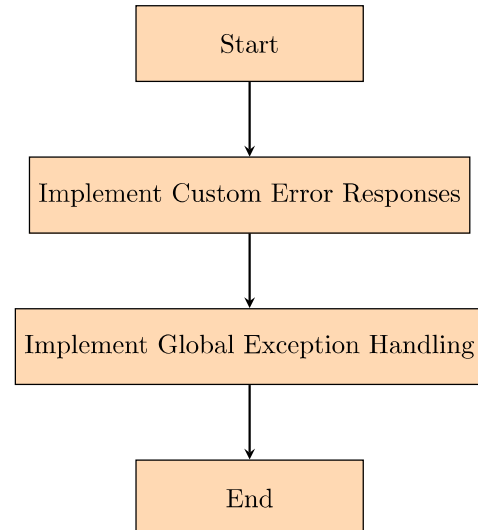 Start
Implement Custom Error Responses
Implement Global Exception Handling
End